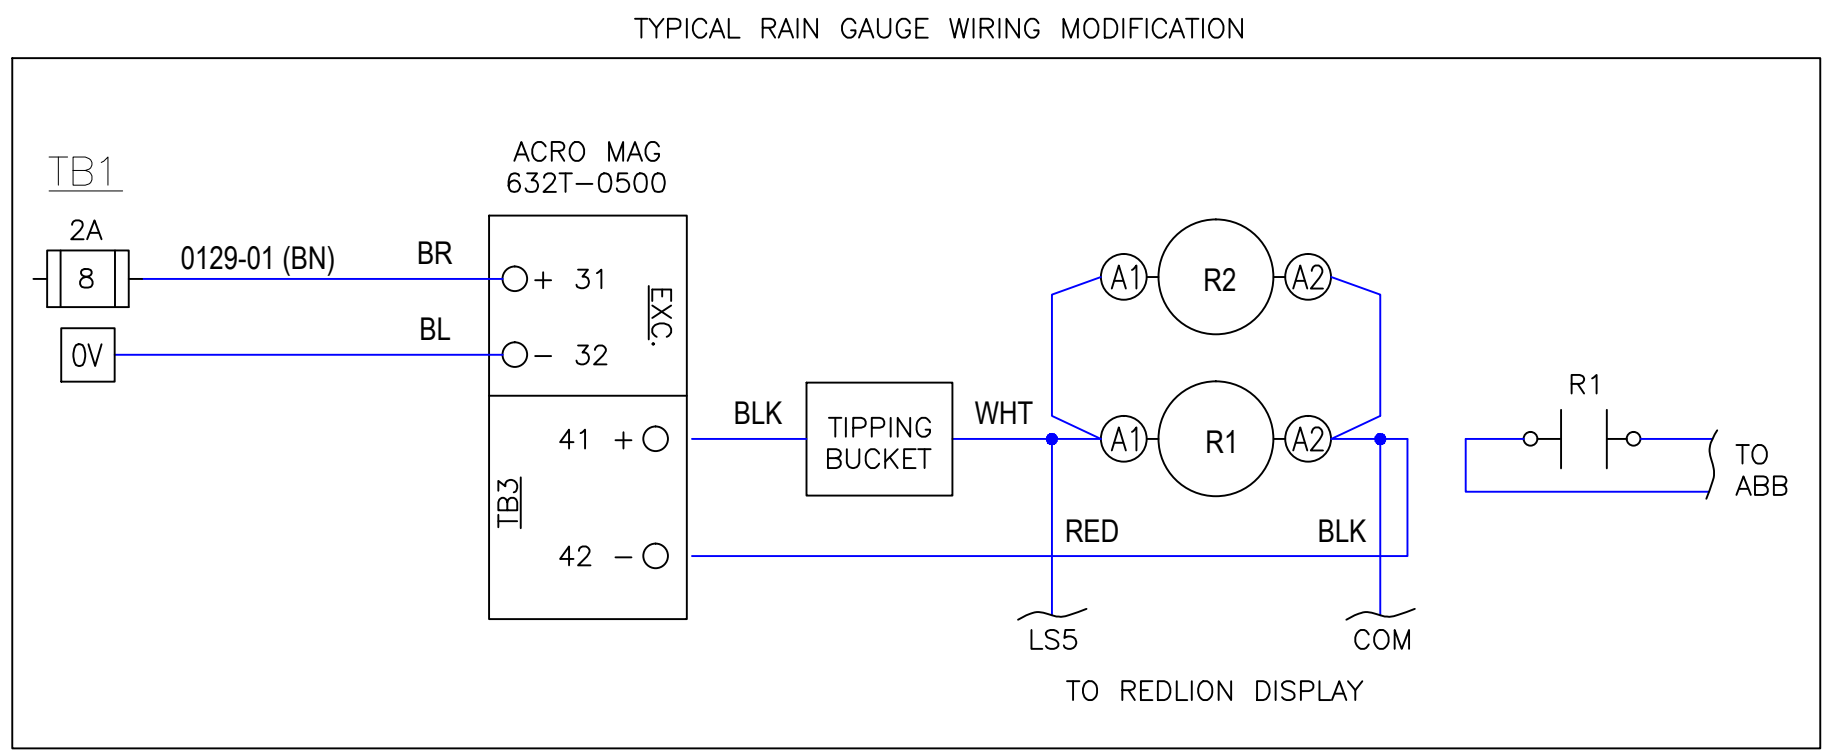 TYPICAL RAIN GAUGE WIRING MODIFICATION
TB1
2A
8
0129-01 (BN)
BR
0V
BL
ACRO MAG
632T-0500
+ 31
- 32
EXC.
41 +
TB3
42 -
BLK
TIPPING
BUCKET
WHT
A1
R2
A2
A1
R1
A2
RED
BLK
LS5
COM
TO REDLION DISPLAY
R1
TO
ABB